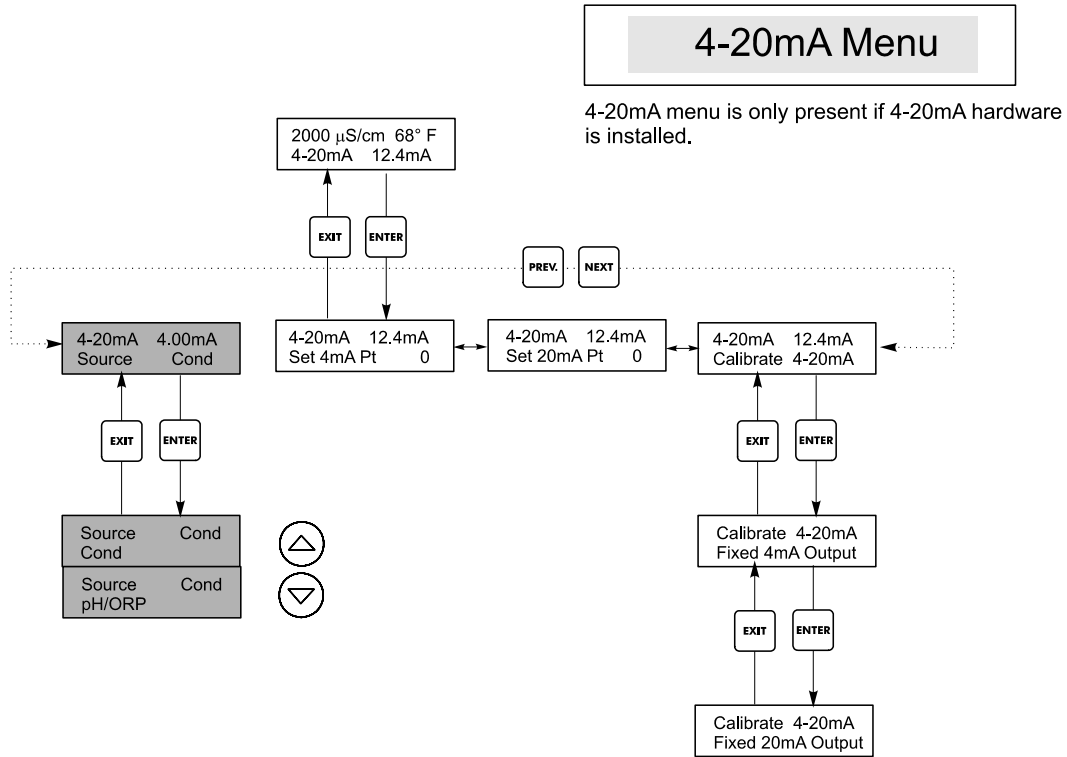 4-20mA Menu
4-20mA menu is only present if 4-20mA hardware
is installed.
2000 µS/cm 68° F
4-20mA 12.4mA
EXIT
ENTER
PREV.
NEXT
4-20mA 4.00mA
Source Cond
4-20mA 12.4mA
Set 4mA Pt 0
4-20mA 12.4mA
Set 20mA Pt 0
4-20mA 12.4mA
Calibrate 4-20mA
EXIT
ENTER
EXIT
ENTER
Source Cond
Cond
Source Cond
pH/ORP
Calibrate 4-20mA
Fixed 4mA Output
EXIT
ENTER
Calibrate 4-20mA
Fixed 20mA Output